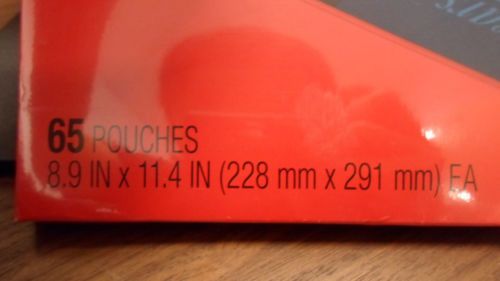 65 POUCHES
8.9 IN x 11.4 IN (228 mm x 291 mm) EA